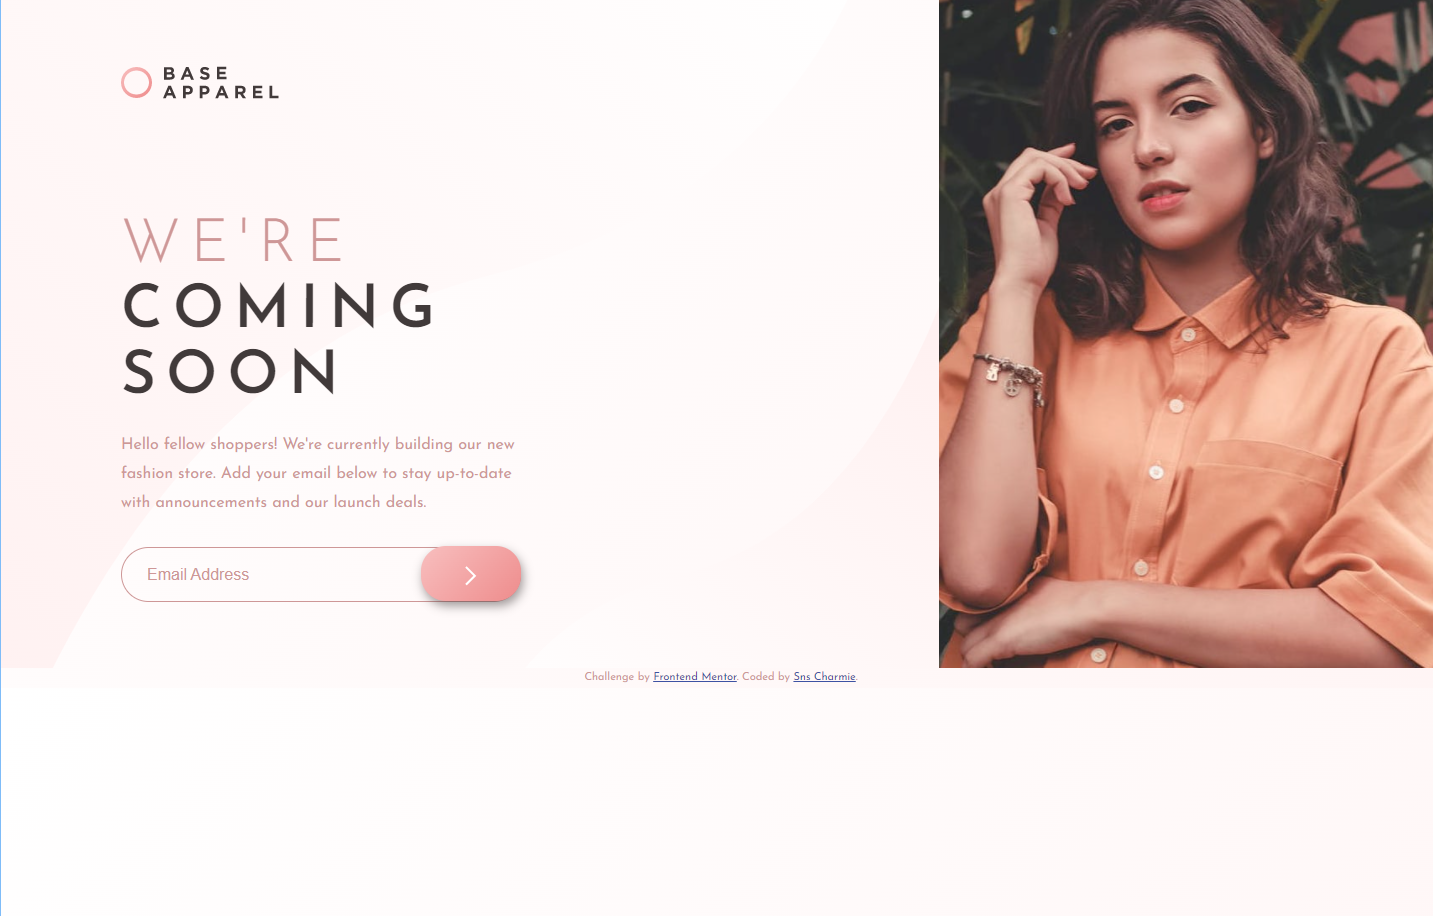 BASE
APPAREL
WE'RE
COMING
SOON
Hello fellow shoppers! We're currently building our new
fashion store. Add your email below to stay up-to-date
with announcements and our launch deals.
Email Address
Challenge by Frontend Mentor. Coded by Sns Charmie.